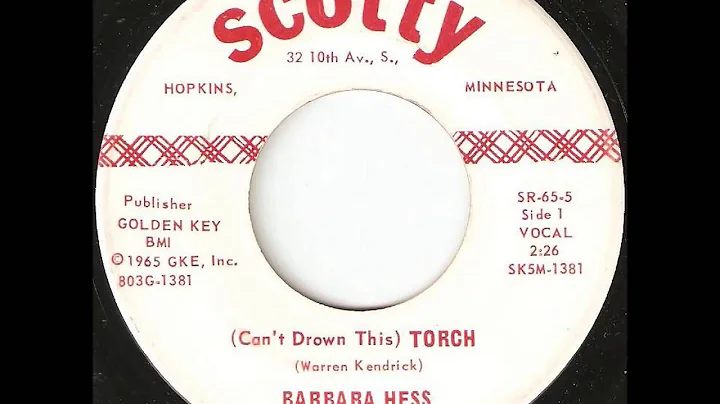 scotty
32 10th Av., S.,
HOPKINS, MINNESOTA
Publisher
GOLDEN KEY
BMI
©1965 GKE, Inc.
803G-1381
SR-65-5
Side 1
VOCAL
2:26
SK5M-1381
(Can't Drown This) TORCH
(Warren Kendrick)
BARBARA HESS